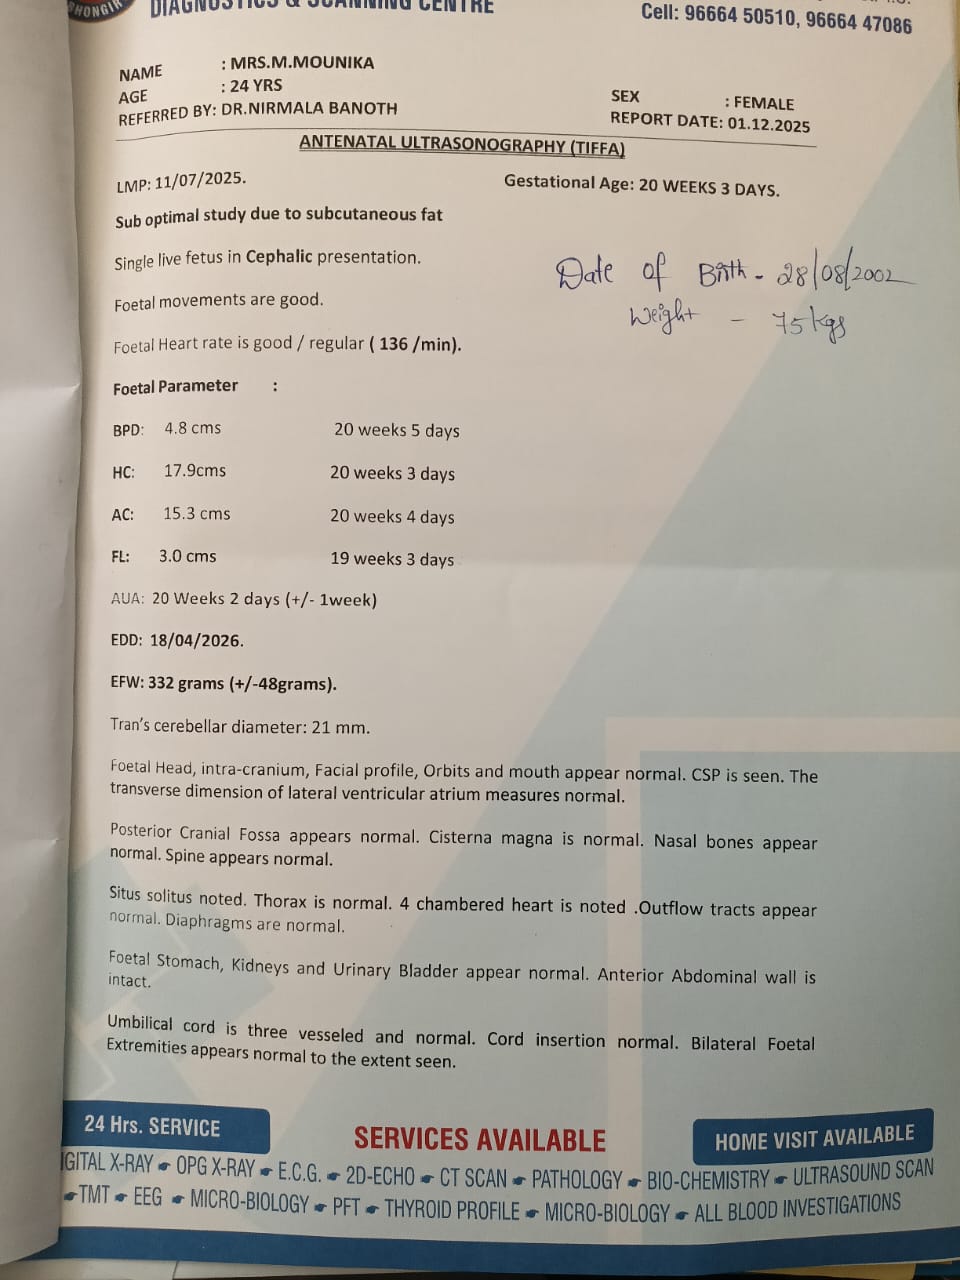 DIAGNOSTICS & SCANNING CENTRE
Cell: 96664 50510, 96664 47086
NAME : MRS.M.MOUNIKA
AGE : 24 YRS
SEX : FEMALE
REFERRED BY: DR.NIRMALA BANOTH
REPORT DATE: 01.12.2025
ANTENATAL ULTRASONOGRAPHY (TIFFA)
LMP: 11/07/2025.
Gestational Age: 20 WEEKS 3 DAYS.
Sub optimal study due to subcutaneous fat
Single live fetus in Cephalic presentation.
Date of Birth - 28/08/2002
Weight - 75 kgs
Foetal movements are good.
Foetal Heart rate is good / regular ( 136 /min).
Foetal Parameter :
BPD: 4.8 cms 20 weeks 5 days
HC: 17.9cms 20 weeks 3 days
AC: 15.3 cms 20 weeks 4 days
FL: 3.0 cms 19 weeks 3 days
AUA: 20 Weeks 2 days (+/- 1week)
EDD: 18/04/2026.
EFW: 332 grams (+/-48grams).
Tran's cerebellar diameter: 21 mm.
Foetal Head, intra-cranium, Facial profile, Orbits and mouth appear normal. CSP is seen. The
transverse dimension of lateral ventricular atrium measures normal.
Posterior Cranial Fossa appears normal. Cisterna magna is normal. Nasal bones appear
normal. Spine appears normal.
Situs solitus noted. Thorax is normal. 4 chambered heart is noted .Outflow tracts appear
normal. Diaphragms are normal.
Foetal Stomach, Kidneys and Urinary Bladder appear normal. Anterior Abdominal wall is
intact.
Umbilical cord is three vesseled and normal. Cord insertion normal. Bilateral Foetal
Extremities appears normal to the extent seen.
24 Hrs. SERVICE
SERVICES AVAILABLE
HOME VISIT AVAILABLE
IGITAL X-RAY OPG X-RAY E.C.G. 2D-ECHO CT SCAN PATHOLOGY BIO-CHEMISTRY ULTRASOUND SCAN
TMT EEG MICRO-BIOLOGY PFT THYROID PROFILE MICRO-BIOLOGY ALL BLOOD INVESTIGATIONS